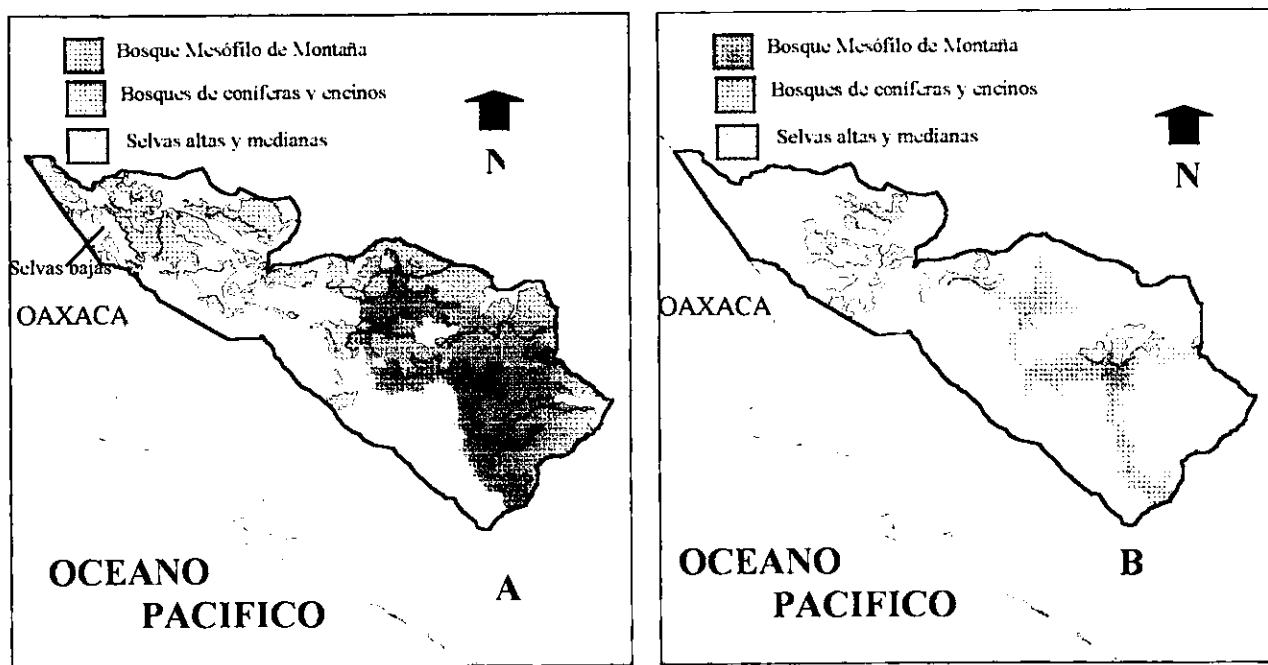 Bosque Mesófilo de Montaña
Bosques de coníferas y encinos
Selvas altas y medianas
N
Selvas bajas
OAXACA
OCEANO
PACIFICO
A
Bosque Mesófilo de Montaña
Bosques de coníferas y encinos
Selvas altas y medianas
N
OAXACA
OCEANO
PACIFICO
B